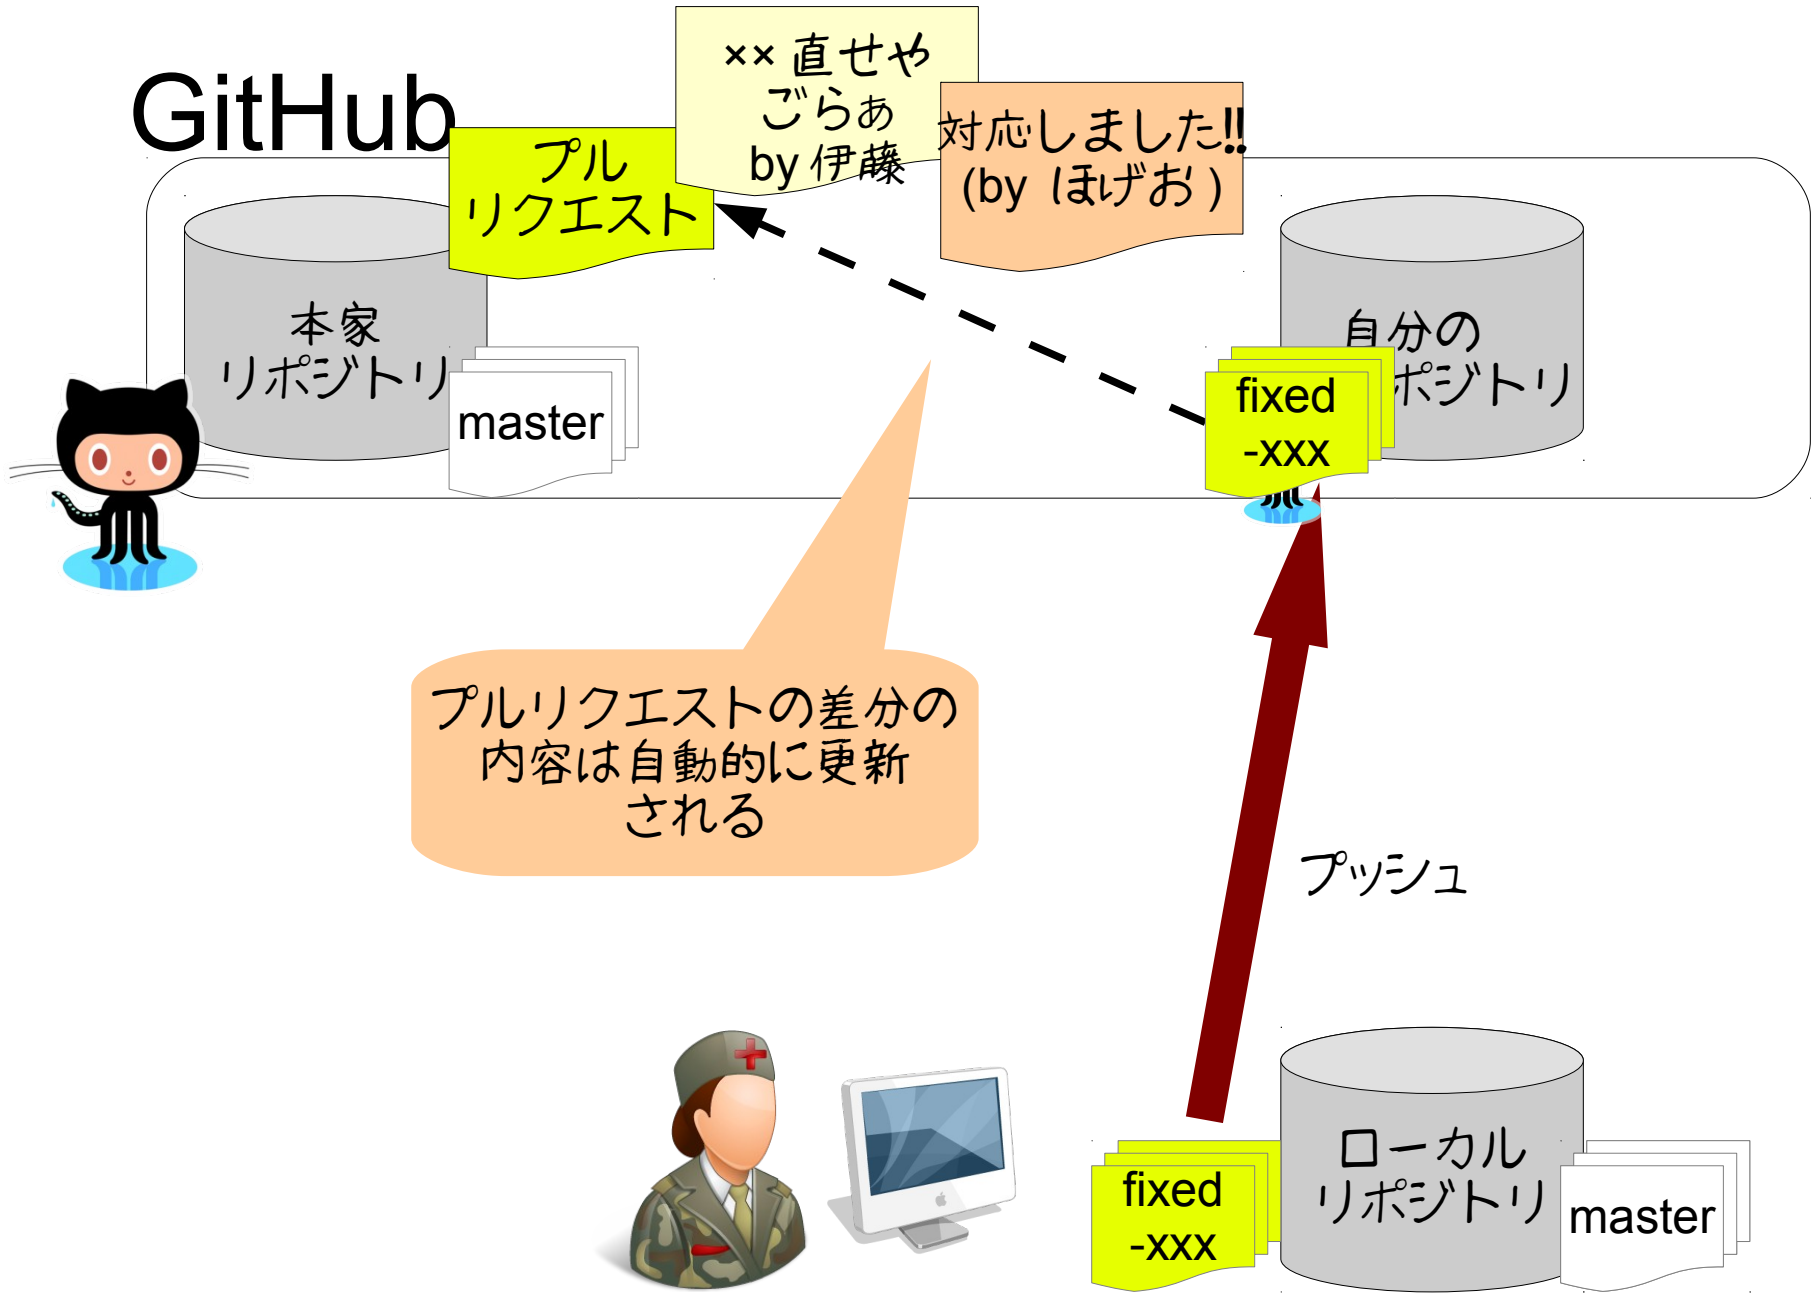 GitHub
×× 直せや
ごらぁ
by 伊藤
対応しました!!
(by ほげお)
プル
リクエスト
本家
リポジトリ
master
自分の
ポジトリ
fixed
-xxx
プルリクエストの差分の
内容は自動的に更新
される
プッシュ
ローカル
リポジトリ
fixed
-xxx
master